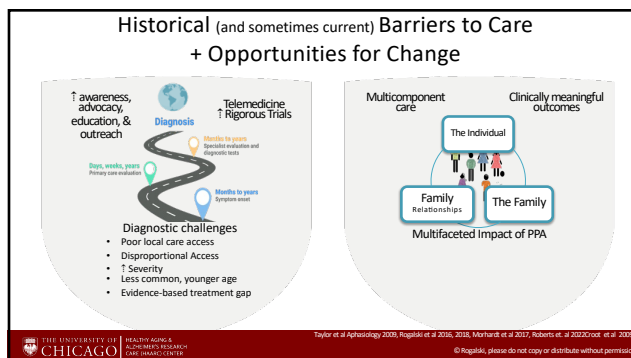 Historical (and sometimes current) Barriers to Care
+ Opportunities for Change
↑ awareness,
advocacy,
education, &
outreach
Telemedicine
↑ Rigorous Trials
Diagnosis
Months to years
Specialist evaluation and
diagnostic tests
Days, weeks, years
Primary care evaluation
Months to years
Symptom onset
Diagnostic challenges
• Poor local care access
• Disproportional Access
• ↑ Severity
• Less common, younger age
• Evidence-based treatment gap
Multicomponent
care
Clinically meaningful
outcomes
The Individual
Family
Relationships
The Family
Multifaceted Impact of PPA
THE UNIVERSITY OF
CHICAGO
HEALTHY AGING &
ALZHEIMER'S RESEARCH
CARE (HAARC) CENTER
Taylor et al Aphasiology 2009, Rogalski et al 2016, 2018, Morhardt et al 2017, Roberts et. al 2022Croot et al 2009
© Rogalski, please do not copy or distribute without permission